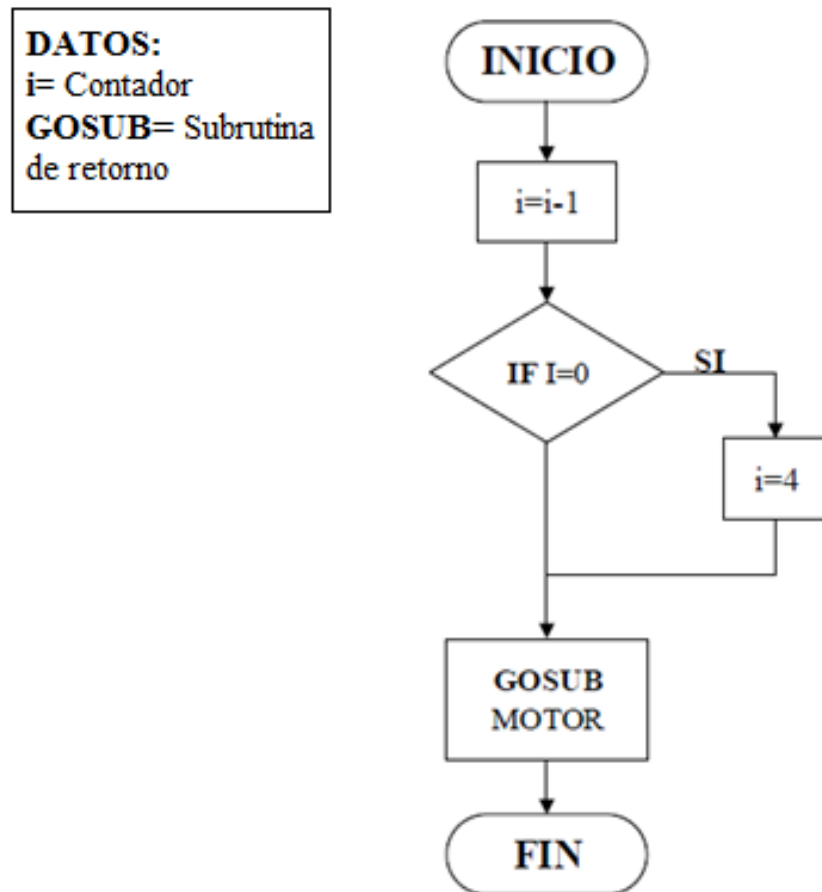 DATOS:
i= Contador
GOSUB= Subrutina
de retorno
INICIO
i=i-1
IF I=0
SI
i=4
GOSUB
MOTOR
FIN